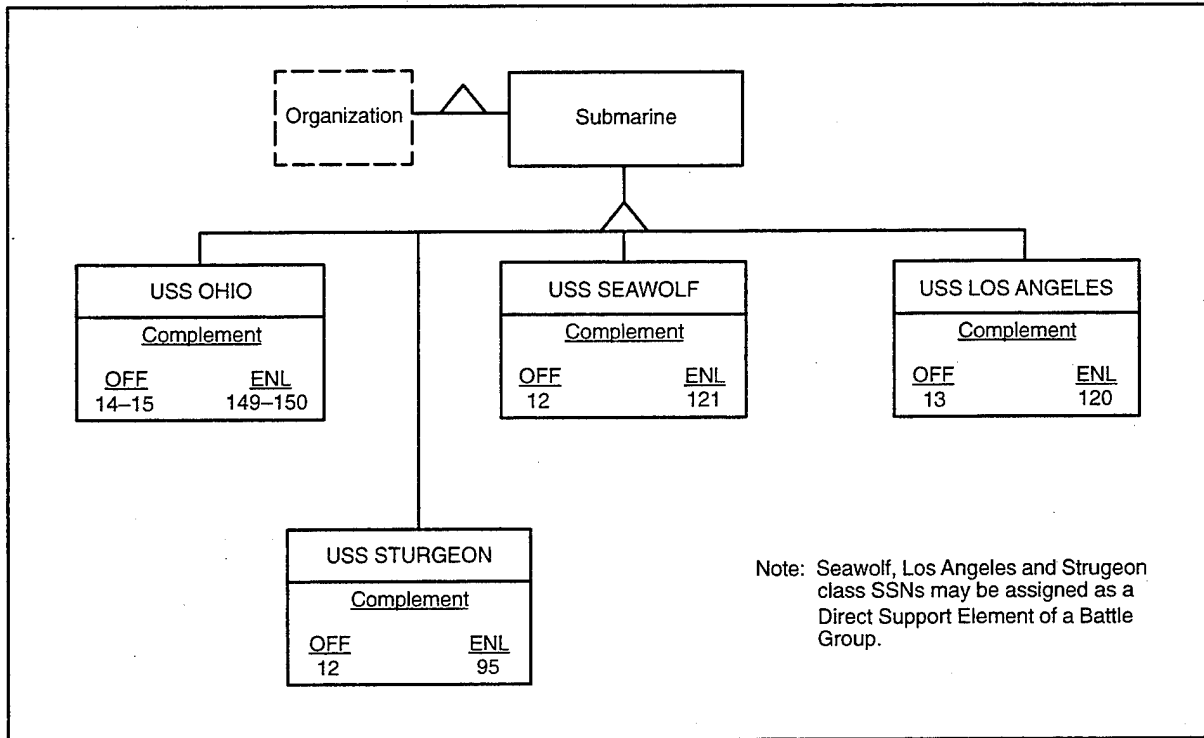 Organization
Submarine
USS OHIO
Complement
OFF ENL
14–15 149–150
USS SEAWOLF
Complement
OFF ENL
12 121
USS LOS ANGELES
Complement
OFF ENL
13 120
USS STURGEON
Complement
OFF ENL
12 95
Note: Seawolf, Los Angeles and Strugeon
class SSNs may be assigned as a
Direct Support Element of a Battle
Group.